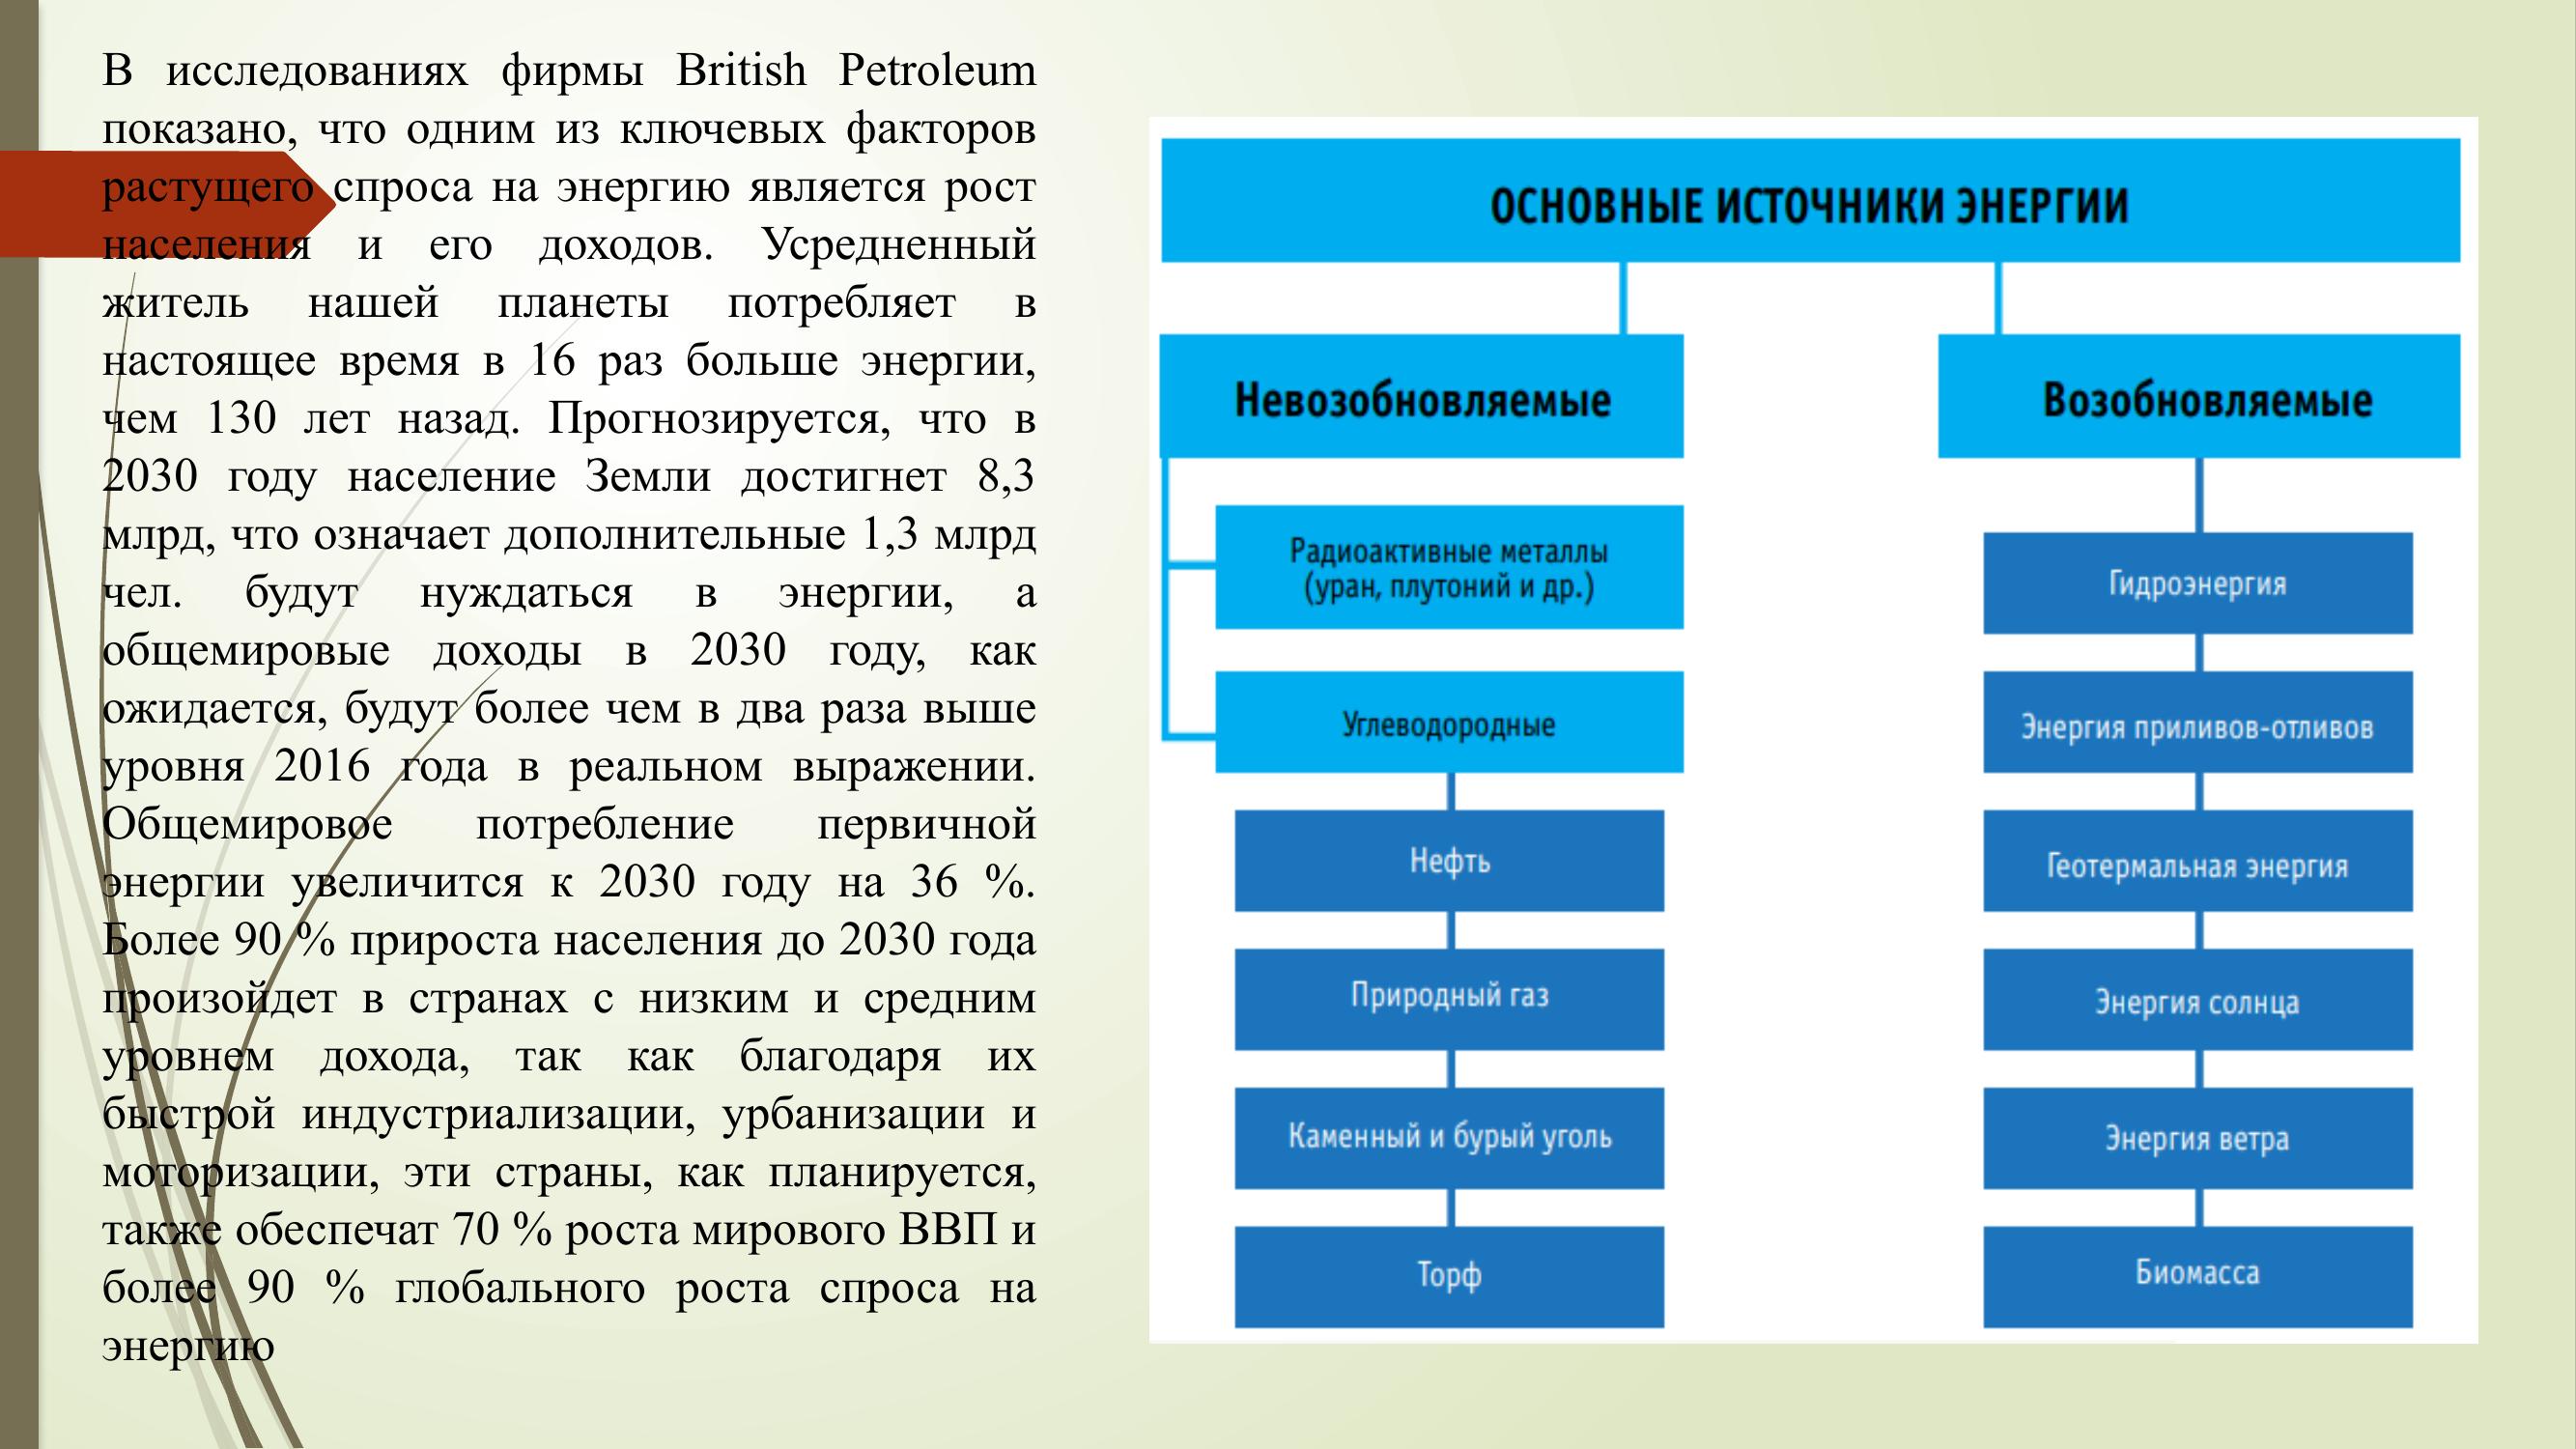 В исследованиях фирмы British Petroleum
показано, что одним из ключевых факторов
растущего спроса на энергию является рост
населения и его доходов. Усредненный
житель нашей планеты потребляет в
настоящее время в 16 раз больше энергии,
чем 130 лет назад. Прогнозируется, что в
2030 году население Земли достигнет 8,3
млрд, что означает дополнительные 1,3 млрд
чел. будут нуждаться в энергии, а
общемировые доходы в 2030 году, как
ожидается, будут более чем в два раза выше
уровня 2016 года в реальном выражении.
Общемировое потребление первичной
энергии увеличится к 2030 году на 36 %.
Более 90 % прироста населения до 2030 года
произойдет в странах с низким и средним
уровнем дохода, так как благодаря их
быстрой индустриализации, урбанизации и
моторизации, эти страны, как планируется,
также обеспечат 70 % роста мирового ВВП и
более 90 % глобального роста спроса на
энергию
ОСНОВНЫЕ ИСТОЧНИКИ ЭНЕРГИИ
Невозобновляемые
Радиоактивные металлы
(уран, плутоний и др.)
Углеводородные
Нефть
Природный газ
Каменный и бурый уголь
Торф
Возобновляемые
Гидроэнергия
Энергия приливов-отливов
Геотермальная энергия
Энергия солнца
Энергия ветра
Биомасса